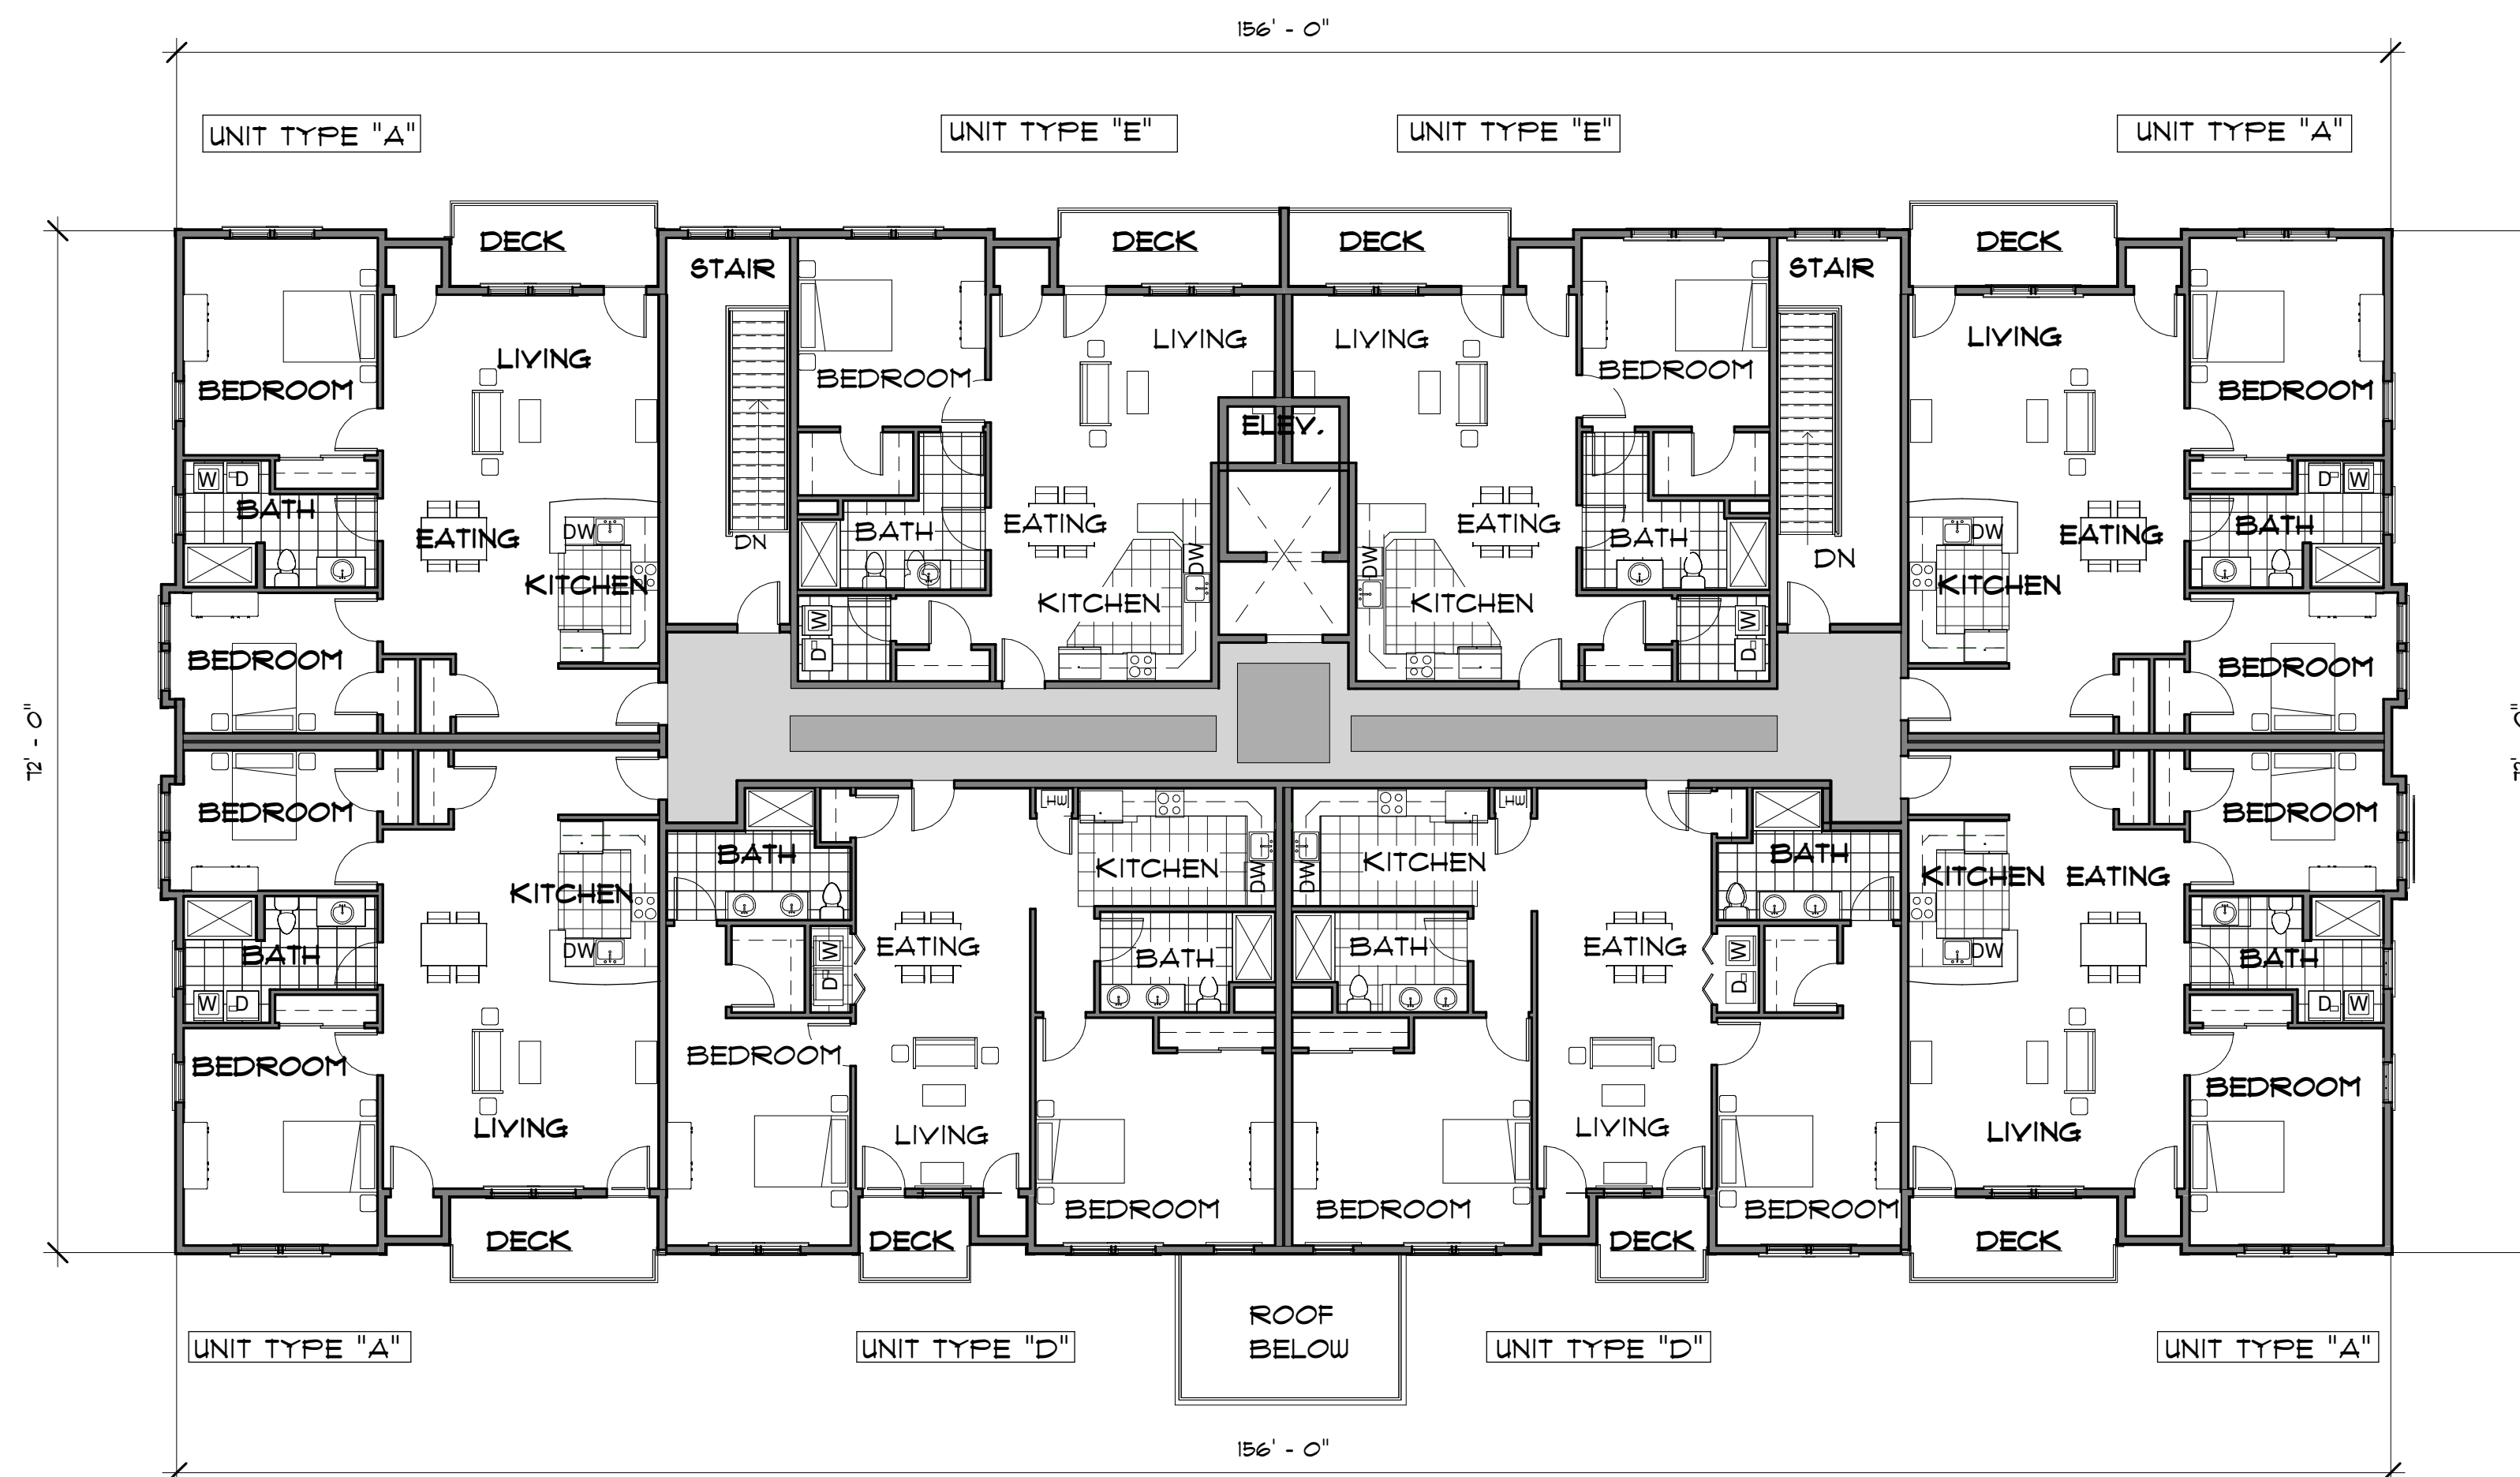 156' - 0"
UNIT TYPE "A"
UNIT TYPE "E"
UNIT TYPE "E"
UNIT TYPE "A"
DECK
DECK
DECK
DECK
STAIR
STAIR
LIVING
LIVING
LIVING
LIVING
BEDROOM
BEDROOM
BEDROOM
BEDROOM
ELEV.
W
D
D
W
BATH
EATING
DW
KITCHEN
DN
BATH
EATING
DW
KITCHEN
EATING
DW
KITCHEN
BATH
DN
DW
KITCHEN
EATING
BATH
W
D
W
D
BEDROOM
BEDROOM
72' - 0"
BEDROOM
BEDROOM
HW
HW
BATH
KITCHEN
DW
KITCHEN
DW
BATH
KITCHEN
KITCHEN
EATING
DW
EATING
W
D
BATH
BATH
EATING
W
D
DW
BATH
BATH
W
D
D
W
BEDROOM
BEDROOM
BEDROOM
LIVING
LIVING
LIVING
LIVING
BEDROOM
BEDROOM
BEDROOM
DECK
DECK
DECK
DECK
ROOF
BELOW
UNIT TYPE "A"
UNIT TYPE "D"
UNIT TYPE "D"
UNIT TYPE "A"
156' - 0"